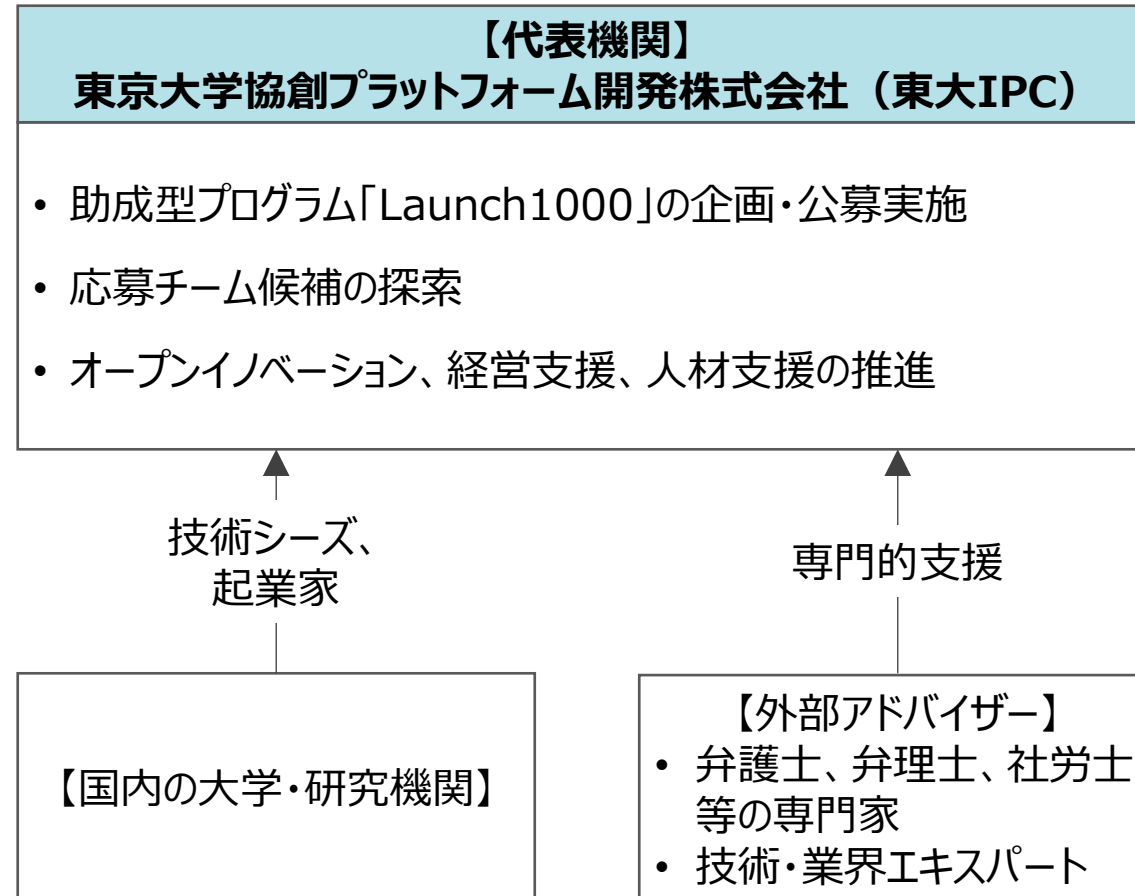 【代表機関】
東京大学協創プラットフォーム開発株式会社（東大IPC）
• 助成型プログラム「Launch1000」の企画・公募実施
• 応募チーム候補の探索
• オープンイノベーション、経営支援、人材支援の推進
技術シーズ、
起業家
専門的支援
【国内の大学・研究機関】
【外部アドバイザー】
• 弁護士、弁理士、社労士
等の専門家
• 技術・業界エキスパート